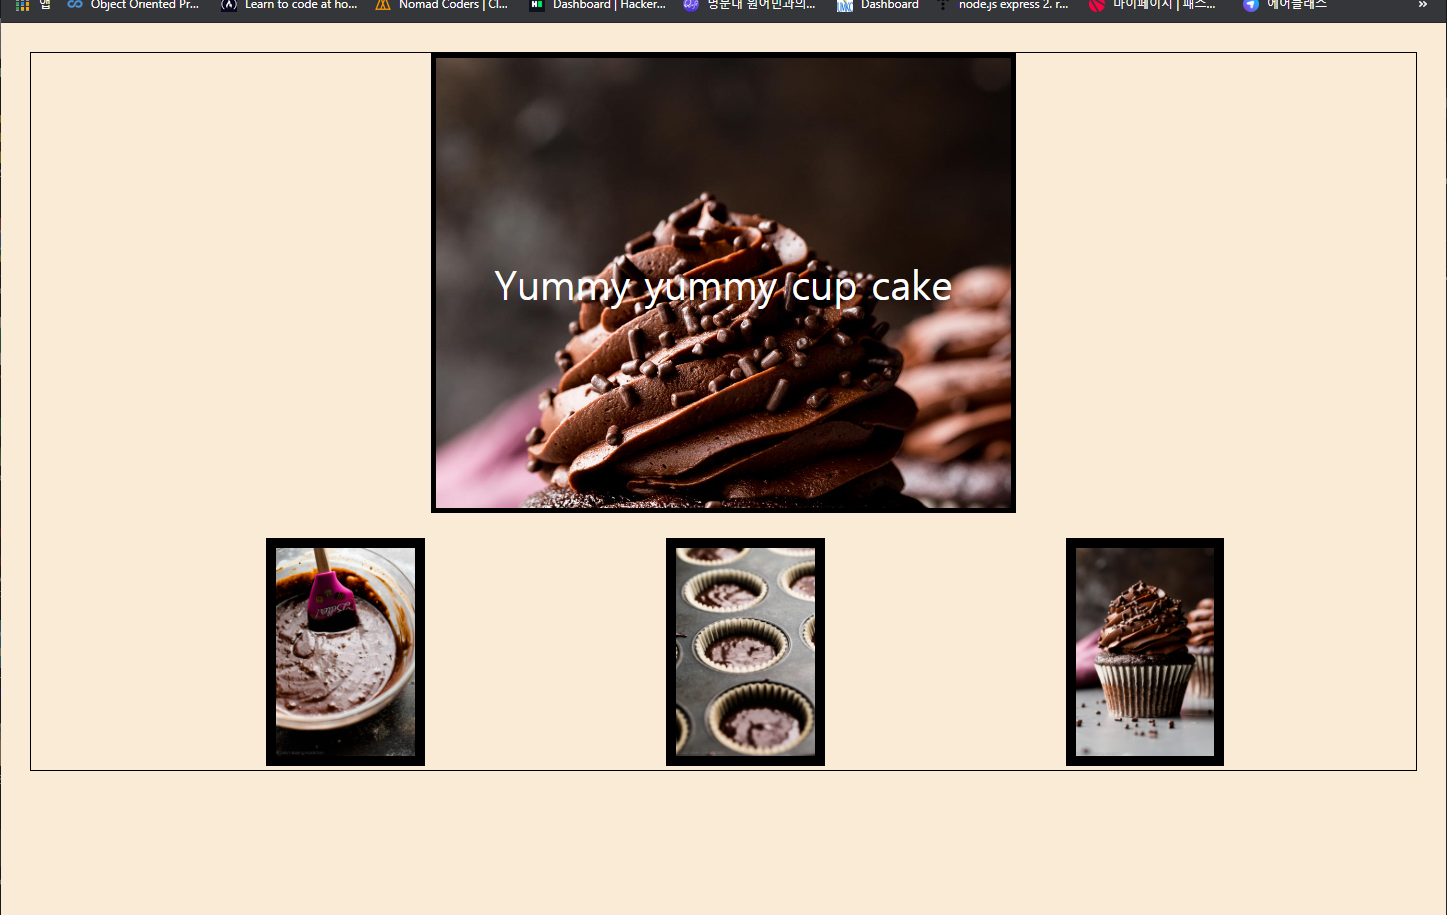 앱 Object Oriented Pr... Learn to code at ho... Nomad Coders | Cl... Dashboard | Hacker... 명문대 원어민과의... Dashboard node.js express 2. r... 마이페이지 | 패스... 에어클래스 »
Yummy yummy cup cake